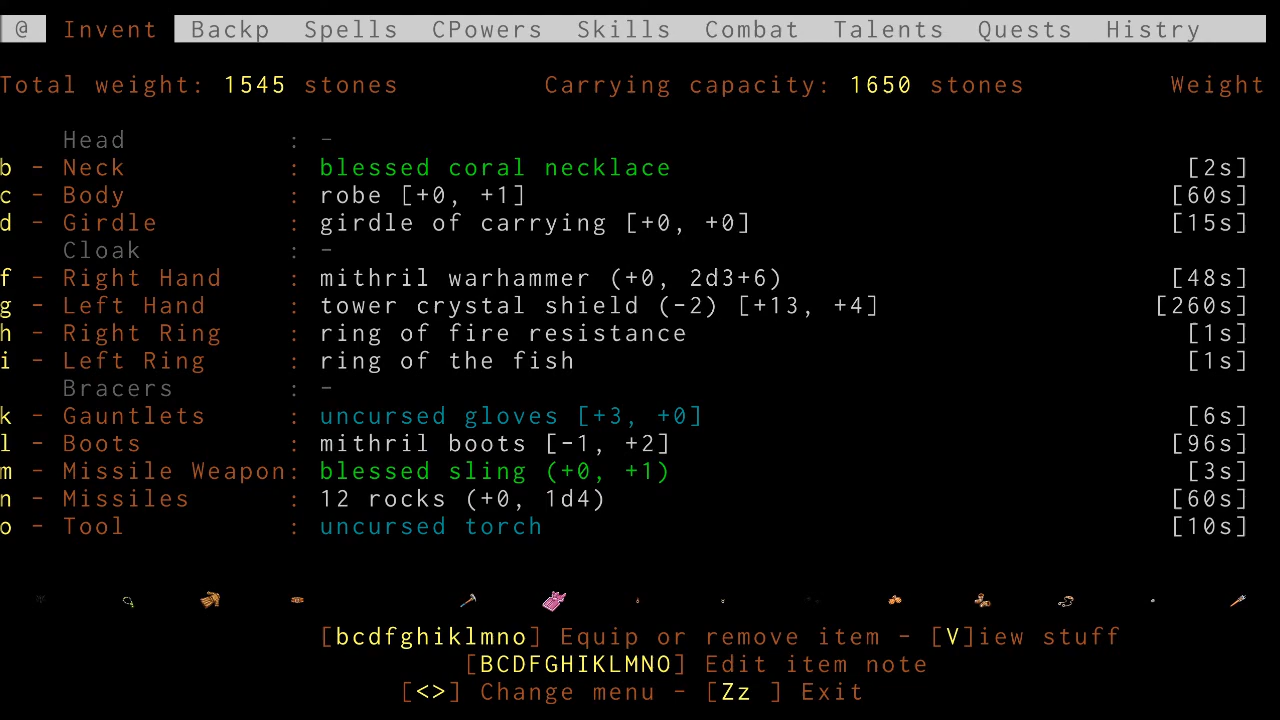 @ Invent Backp Spells CPowers Skills Combat Talents Quests Histry
Total weight: 1545 stones Carrying capacity: 1650 stones Weight
Head : -
b - Neck : blessed coral necklace [2s]
c - Body : robe [+0, +1] [60s]
d - Girdle : girdle of carrying [+0, +0] [15s]
Cloak : -
f - Right Hand : mithril warhammer (+0, 2d3+6) [48s]
g - Left Hand : tower crystal shield (-2) [+13, +4] [260s]
h - Right Ring : ring of fire resistance [1s]
i - Left Ring : ring of the fish [1s]
Bracers : -
k - Gauntlets : uncursed gloves [+3, +0] [6s]
l - Boots : mithril boots [-1, +2] [96s]
m - Missile Weapon: blessed sling (+0, +1) [3s]
n - Missiles : 12 rocks (+0, 1d4) [60s]
o - Tool : uncursed torch [10s]
[bcdfghiklmno] Equip or remove item - [V]iew stuff
[BCDFGHIKLMNO] Edit item note
[<>] Change menu - [Zz ] Exit